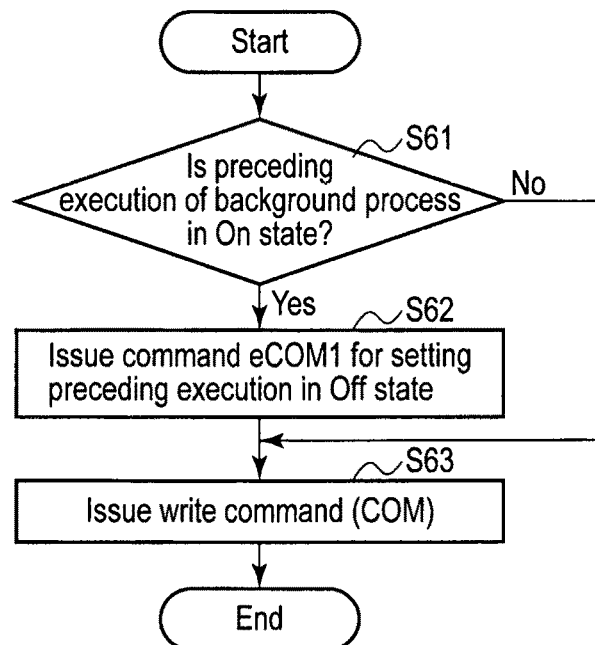 Start
S61
Is preceding
execution of background process
in On state?
No
Yes
S62
Issue command eCOM1 for setting
preceding execution in Off state
S63
Issue write command (COM)
End